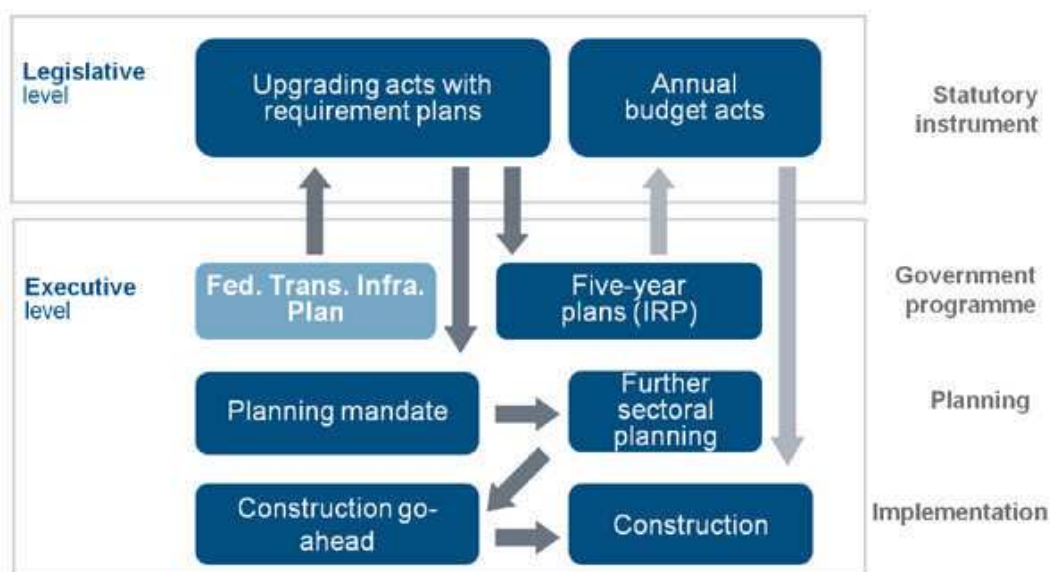 Legislative
level
Upgrading acts with
requirement plans
Annual
budget acts
Statutory
instrument
Executive
level
Fed. Trans. Infra.
Plan
Five-year
plans (IRP)
Government
programme
Planning mandate
Further
sectoral
planning
Planning
Construction go-
ahead
Construction
Implementation